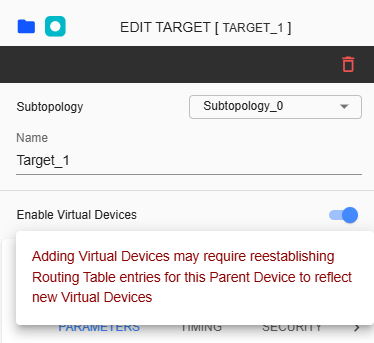 EDIT TARGET [ TARGET_1 ]
Subtopology
Subtopology_0
Name
Target_1
Enable Virtual Devices
Adding Virtual Devices may require reestablishing
Routing Table entries for this Parent Device to reflect
new Virtual Devices
PARAMETERS TIMING SECURITY